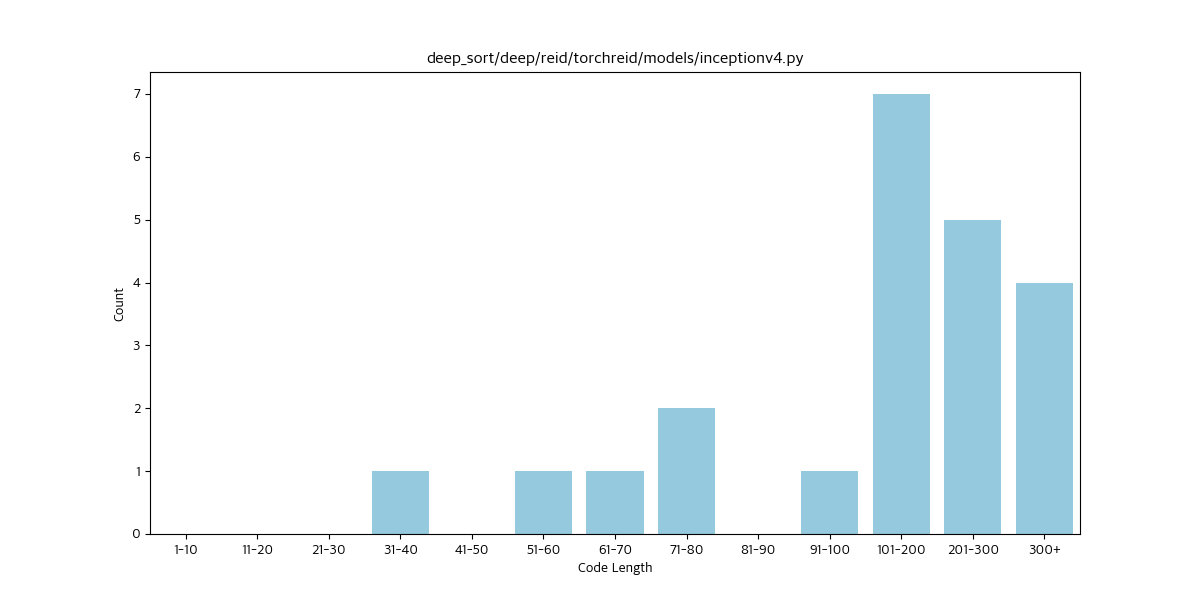 deep_sort/deep/reid/torchreid/models/inceptionv4.py
7
6
5
4
3
2
1
0
Count
1-10 11-20 21-30 31-40 41-50 51-60 61-70 71-80 81-90 91-100 101-200 201-300 300+
Code Length